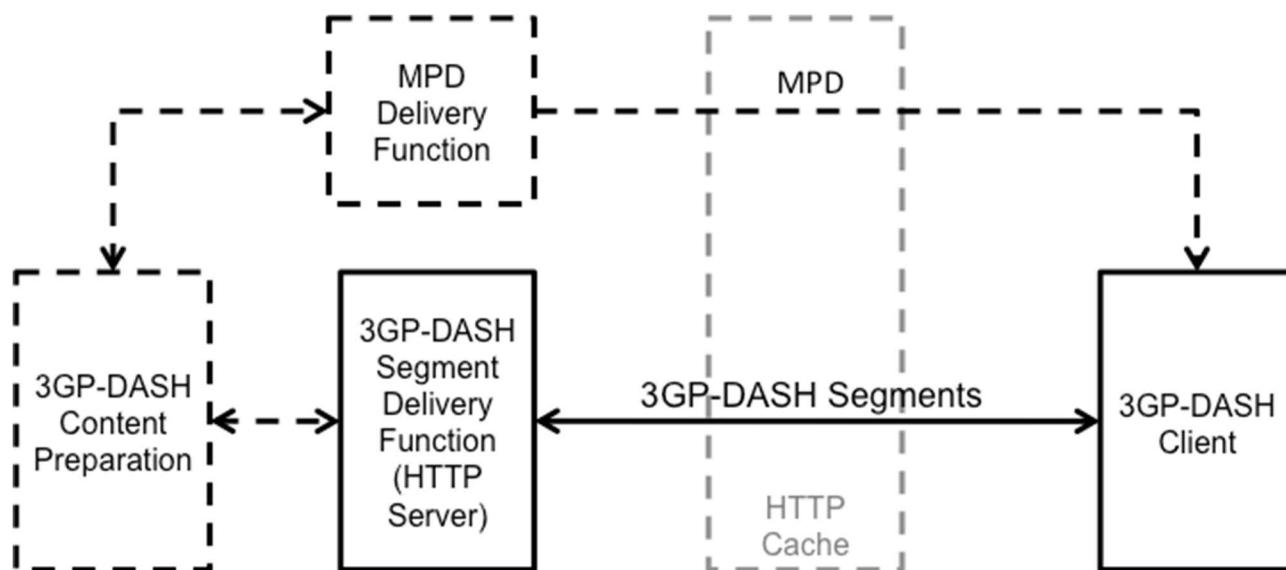 MPD
Delivery
Function
MPD
3GP-DASH
Content
Preparation
3GP-DASH
Segment
Delivery
Function
(HTTP
Server)
3GP-DASH Segments
HTTP
Cache
3GP-DASH
Client